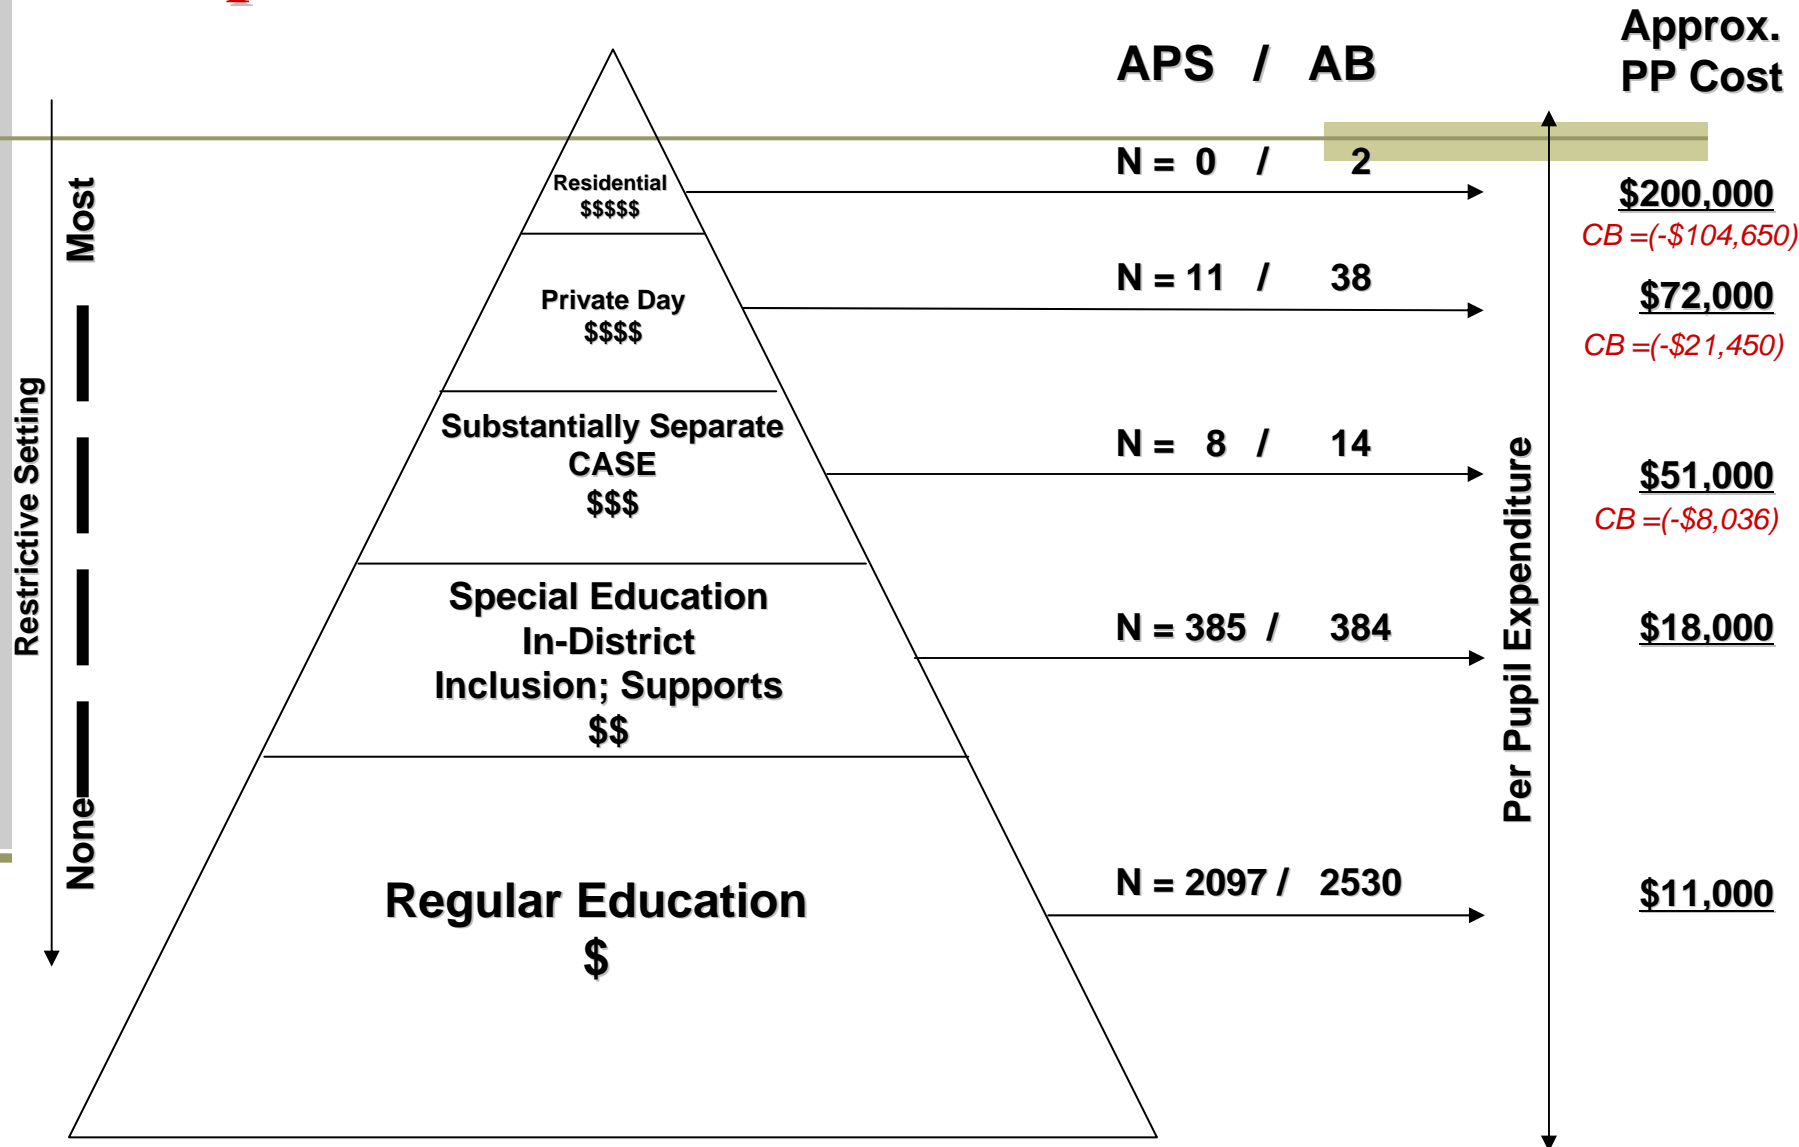 APS / AB
Approx.
PP Cost
Restrictive Setting
Most
None
Residential
$$$$$
N = 0 / 2
$200,000
CB =(-$104,650)
Private Day
$$$$
N = 11 / 38
$72,000
CB =(-$21,450)
Substantially Separate
CASE
$$$
N = 8 / 14
$51,000
CB =(-$8,036)
Special Education
In-District
Inclusion; Supports
$$
N = 385 / 384
$18,000
Per Pupil Expenditure
Regular Education
$
N = 2097 / 2530
$11,000